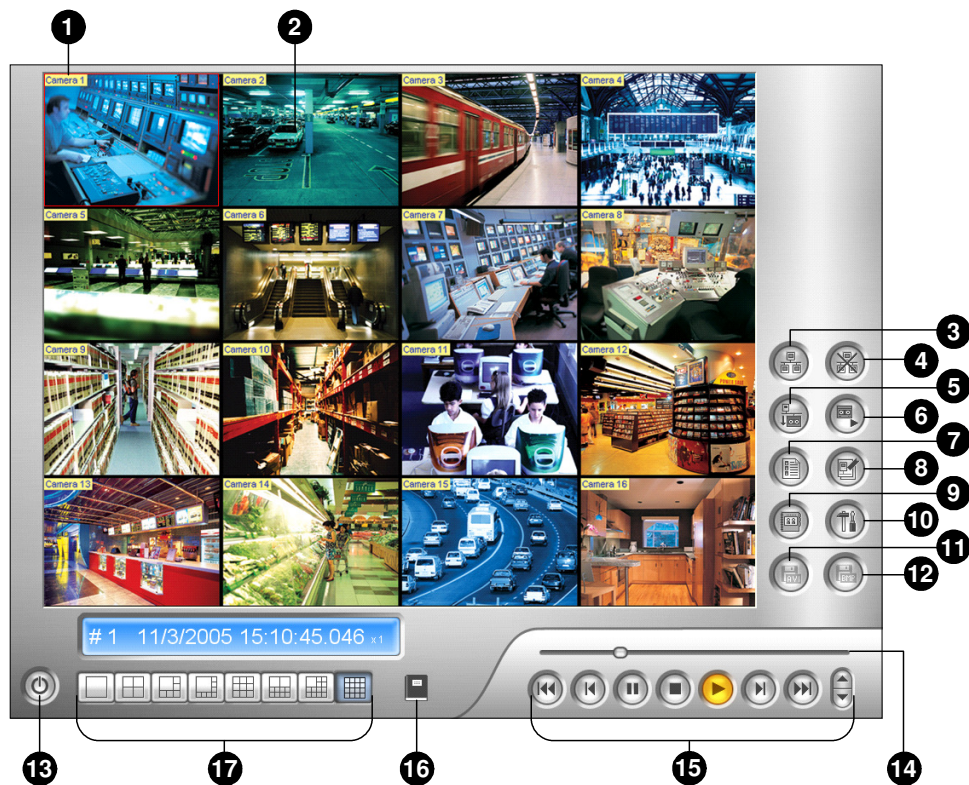 1 2
Camera 1 Camera 2 Camera 3 Camera 4
Camera 5 Camera 6 Camera 7 Camera 8
Camera 9 Camera 10 Camera 11 Camera 12
Camera 13 Camera 14 Camera 15 Camera 16
3
4
5
6
7
8
9
10
11
AVI
BMP
12
# 1 11/3/2005 15:10:45.046 x1
13 17 16 15 14